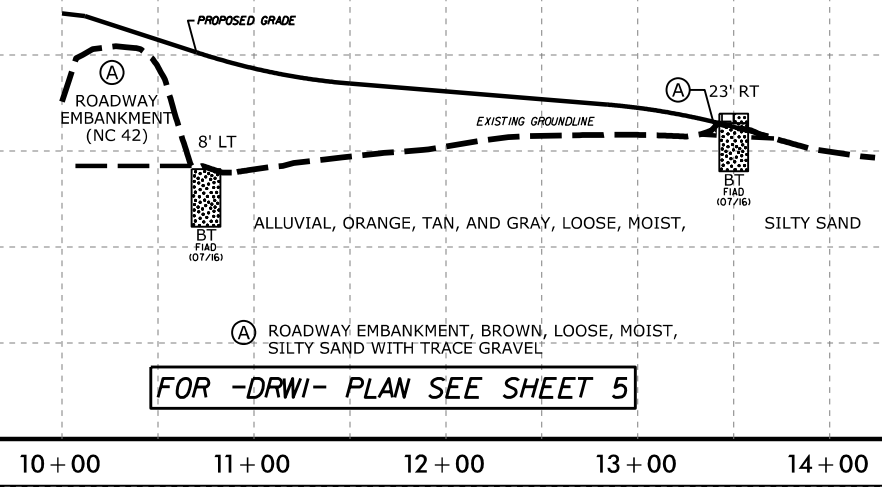 PROPOSED GRADE
A
ROADWAY
EMBANKMENT
(NC 42)
8' LT
A
23' RT
EXISTING GROUNDLINE
BT
FIAD
(07/16)
BT
FIAD
(07/16)
ALLUVIAL, ORANGE, TAN, AND GRAY, LOOSE, MOIST, SILTY SAND
A ROADWAY EMBANKMENT, BROWN, LOOSE, MOIST,
SILTY SAND WITH TRACE GRAVEL
FOR -DRW1- PLAN SEE SHEET 5
10+00 11+00 12+00 13+00 14+00